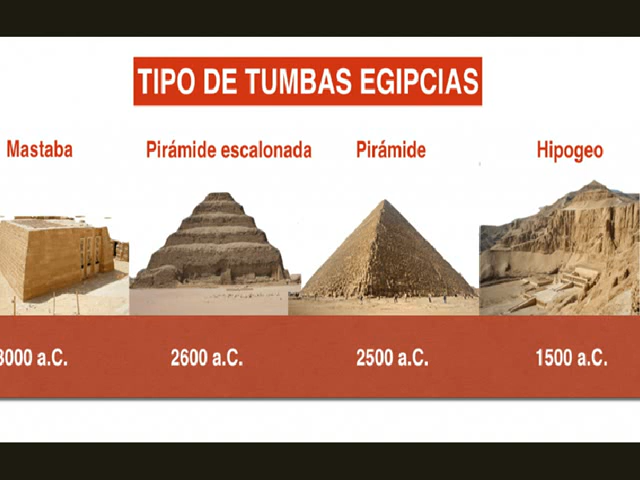 TIPO DE TUMBAS EGIPCIAS
Mastaba Pirámide escalonada Pirámide Hipogeo
3000 a.C. 2600 a.C. 2500 a.C. 1500 a.C.